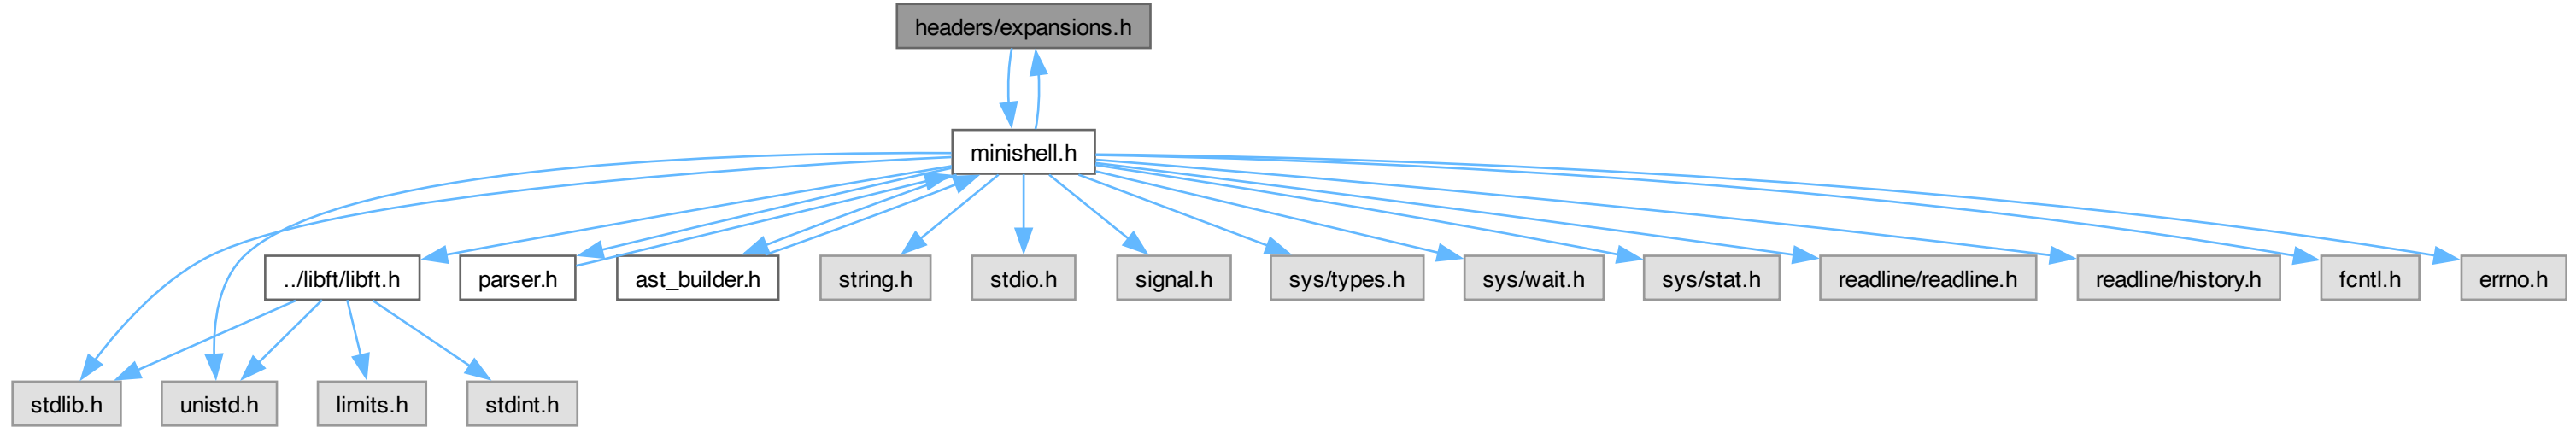 headers/expansions.h
minishell.h
../libft/libft.h
parser.h
ast_builder.h
string.h
stdio.h
signal.h
sys/types.h
sys/wait.h
sys/stat.h
readline/readline.h
readline/history.h
fcntl.h
errno.h
stdlib.h
unistd.h
limits.h
stdint.h